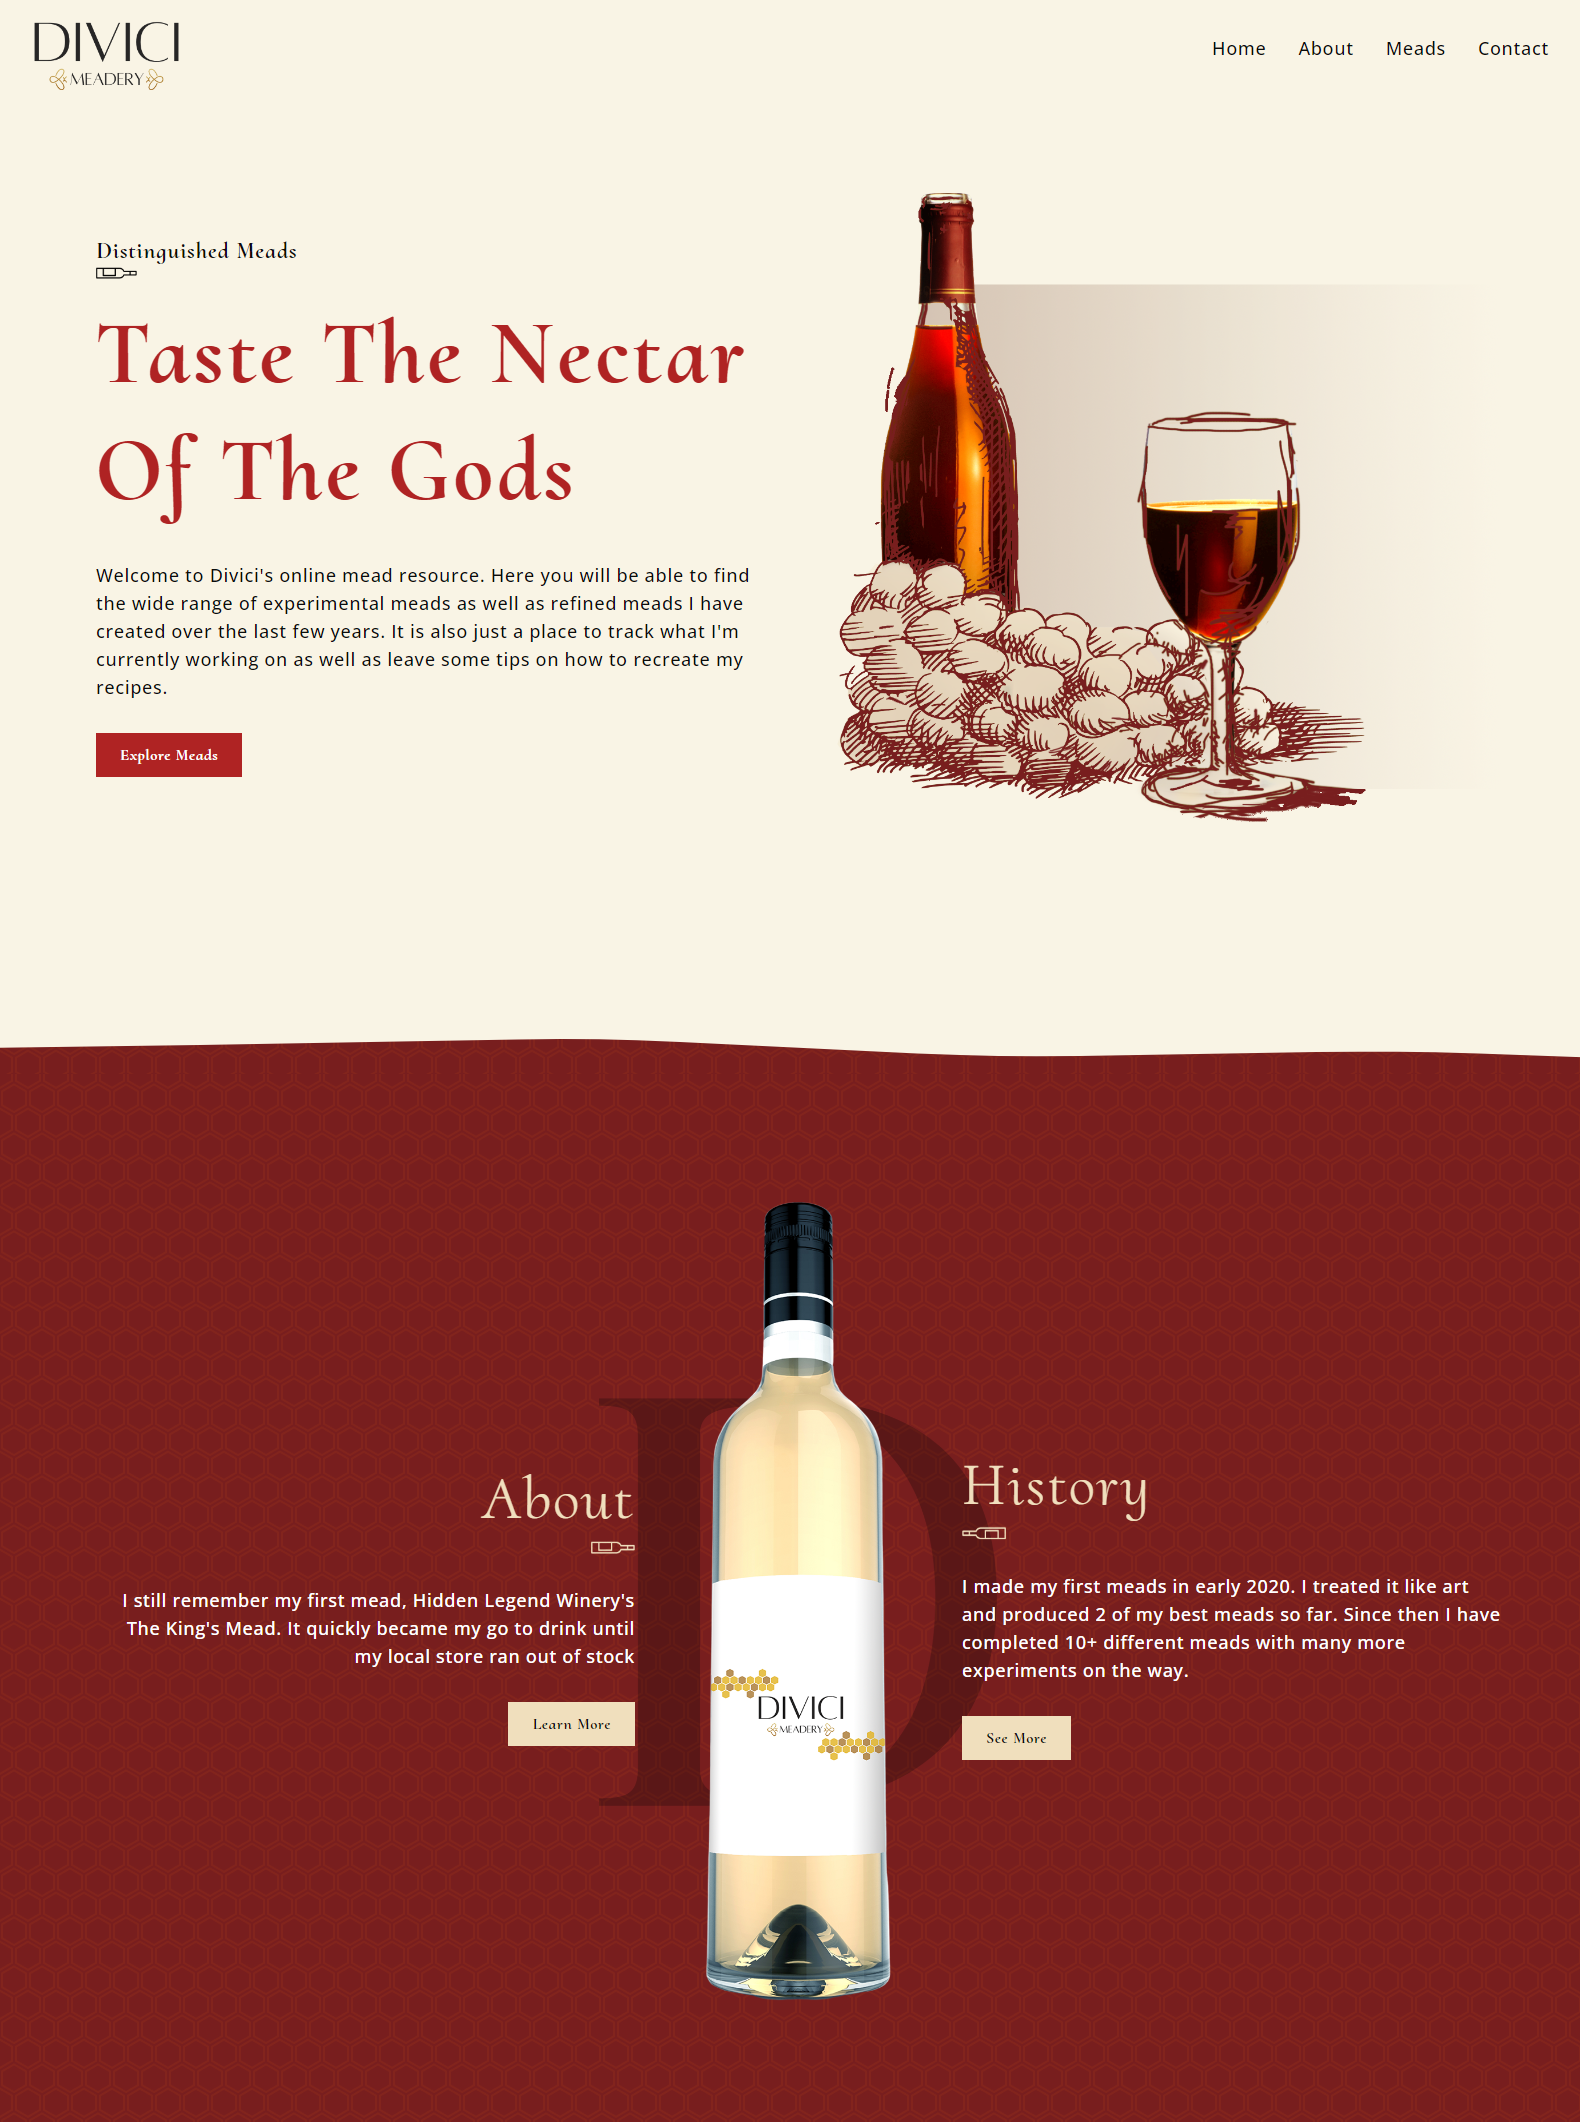 DIVICI
MEADERY
Home About Meads Contact
Distinguished Meads
Taste The Nectar
Of The Gods
Welcome to Divici's online mead resource. Here you will be able to find
the wide range of experimental meads as well as refined meads I have
created over the last few years. It is also just a place to track what I'm
currently working on as well as leave some tips on how to recreate my
recipes.
Explore Meads
D
About
I still remember my first mead, Hidden Legend Winery's
The King's Mead. It quickly became my go to drink until
my local store ran out of stock
Learn More
DIVICI
MEADERY
History
I made my first meads in early 2020. I treated it like art
and produced 2 of my best meads so far. Since then I have
completed 10+ different meads with many more
experiments on the way.
See More